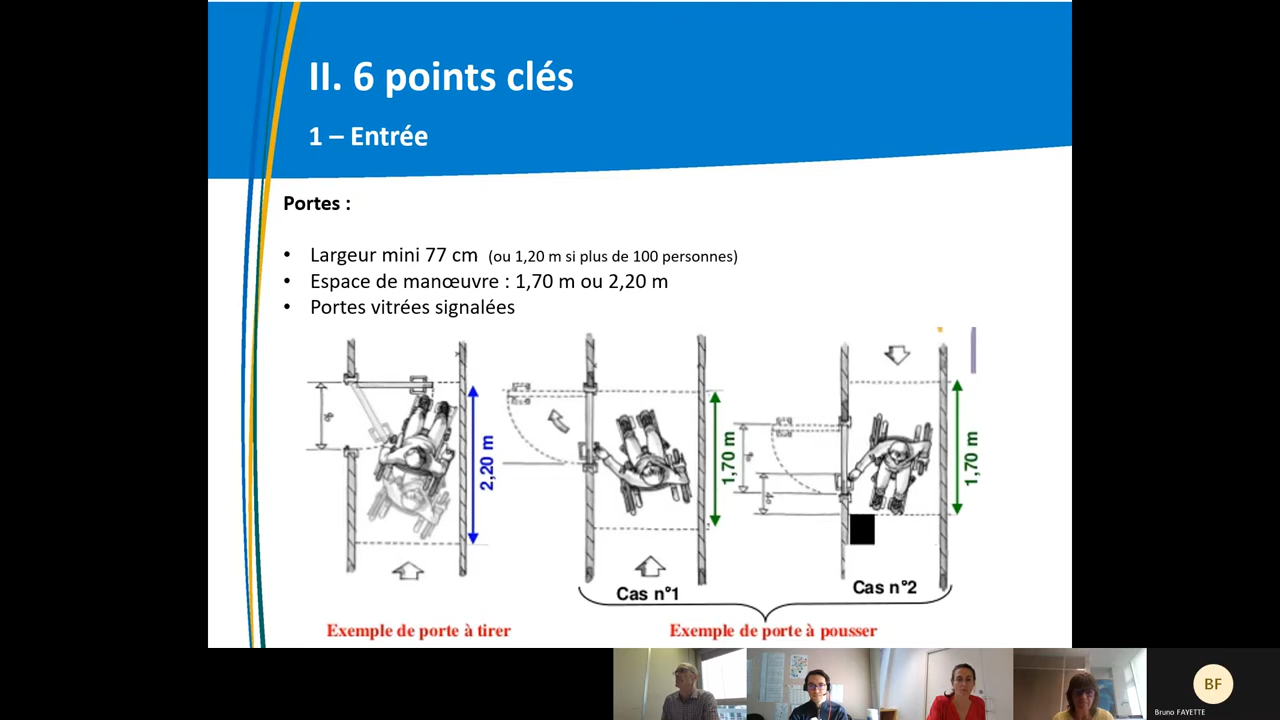 II. 6 points clés
1 – Entrée
Portes :
• Largeur mini 77 cm (ou 1,20 m si plus de 100 personnes)
• Espace de manœuvre : 1,70 m ou 2,20 m
• Portes vitrées signalées
2,20 m
1,70 m
1,70 m
Cas n°1
Cas n°2
Exemple de porte à tirer
Exemple de porte à pousser
BF
Bruno FAYETTE